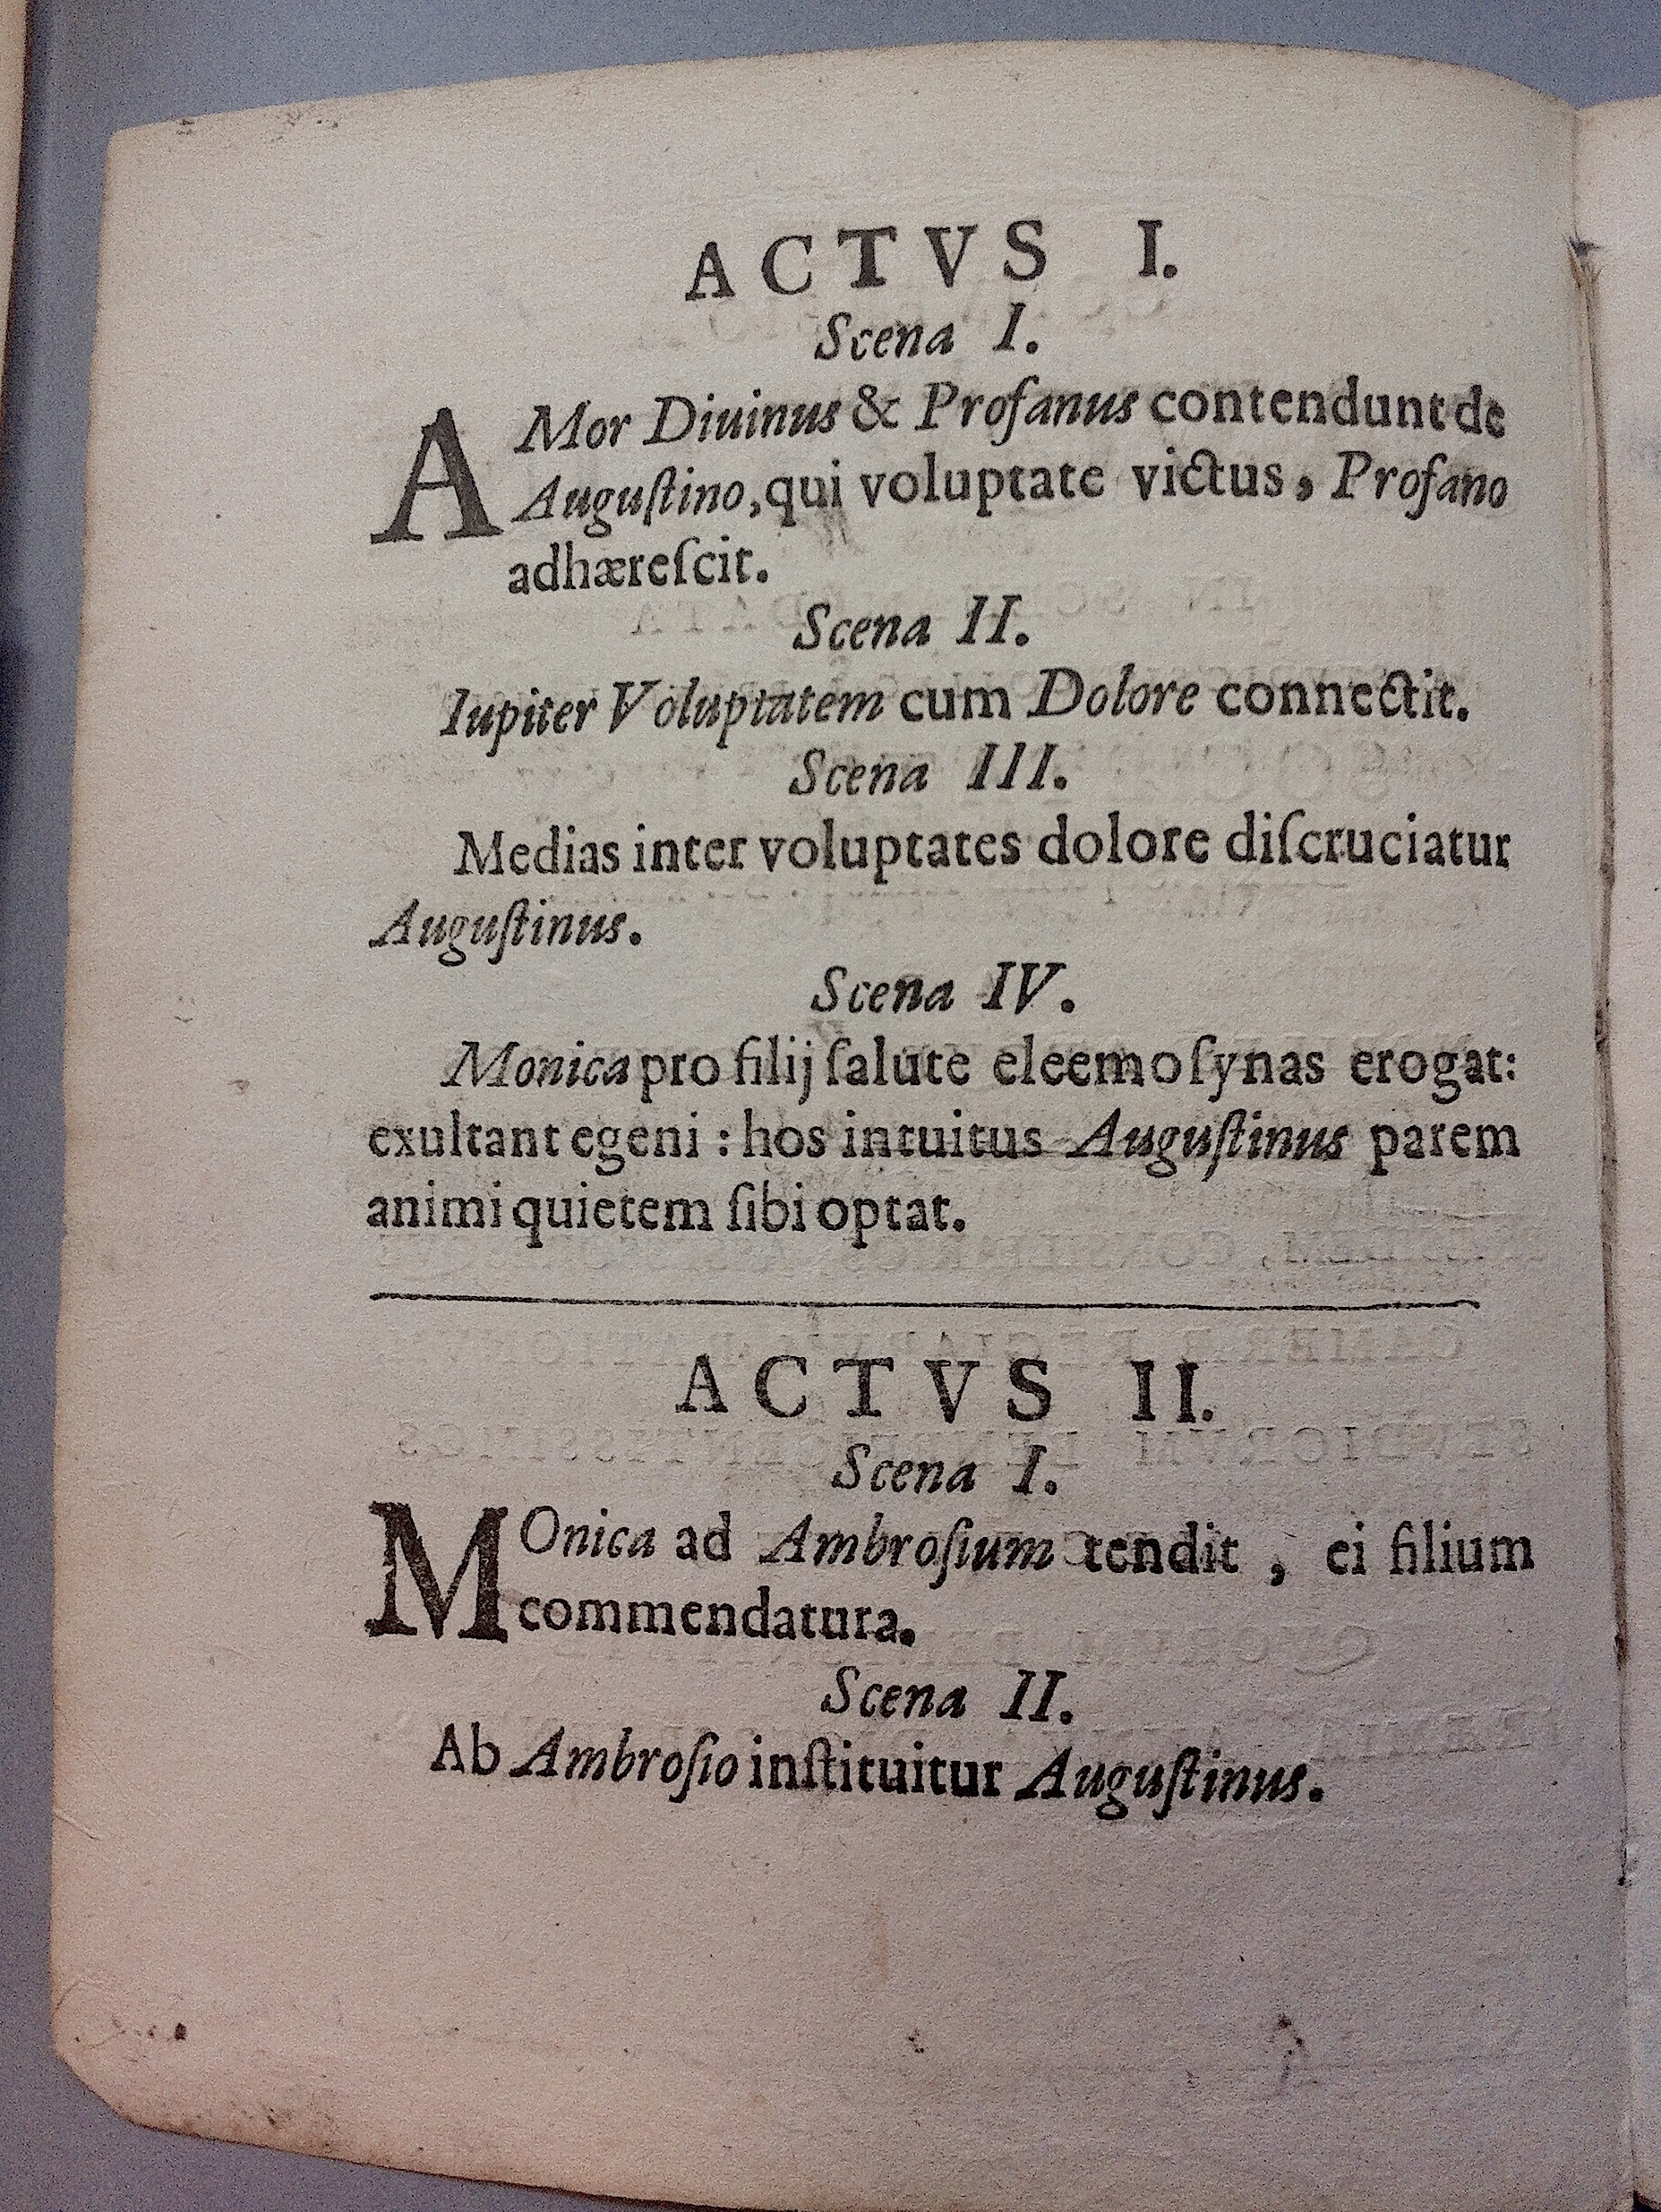 ACTVS I.
Scena I.
AMor Diuinus & Profanus contendunt de
Auguſtino, qui voluptate victus, Profano
adhæreſcit.
Scena II.
Iupiter Voluptatem cum Dolore connectit.
Scena III.
Medias inter voluptates dolore diſcruciatur
Auguſtinus.
Scena IV.
Monica pro filij ſalute eleemoſynas erogat:
exultant egeni : hos intuitus Auguſtinus parem
animi quietem ſibi optat.
ACTVS II.
Scena I.
MOnica ad Ambroſium tendit, ei filium
commendatura.
Scena II.
Ab Ambroſio inſtituitur Auguſtinus.